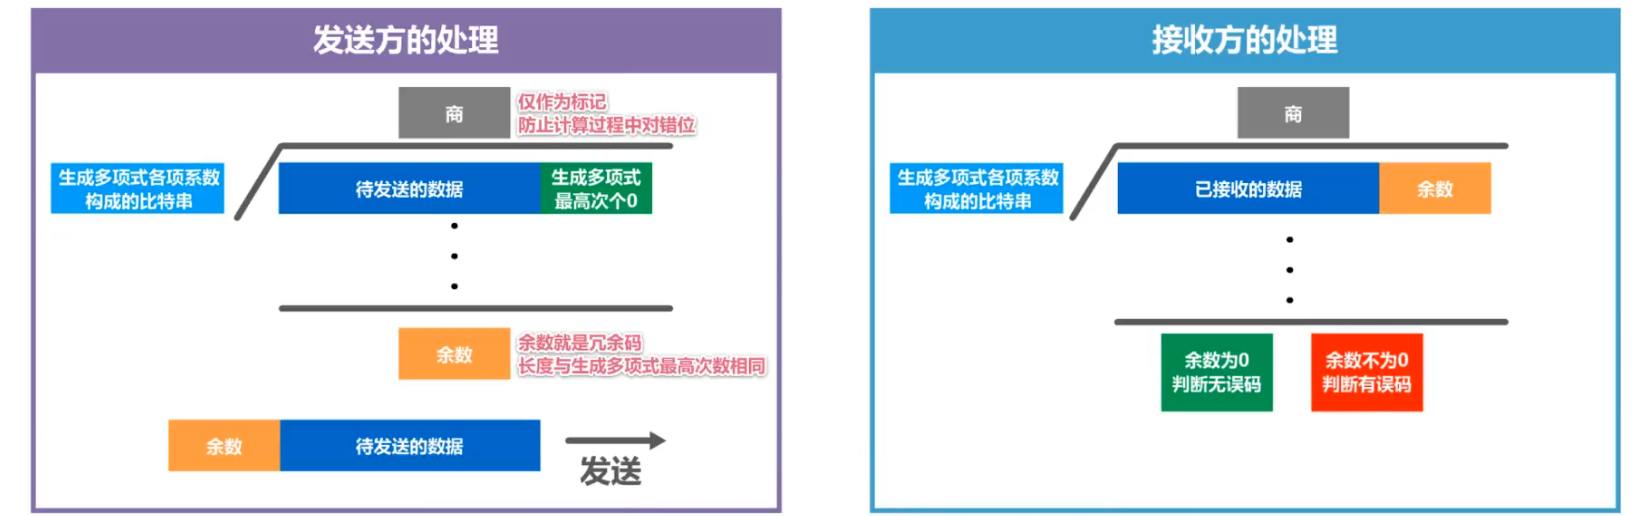 发送方的处理
商
仅作为标记
防止计算过程中对错位
生成多项式各项系数
构成的比特串
待发送的数据
生成多项式
最高次个0
余数
余数就是冗余码
长度与生成多项式最高次数相同
余数
待发送的数据
发送
接收方的处理
商
生成多项式各项系数
构成的比特串
已接收的数据
余数
余数为0
判断无误码
余数不为0
判断有误码